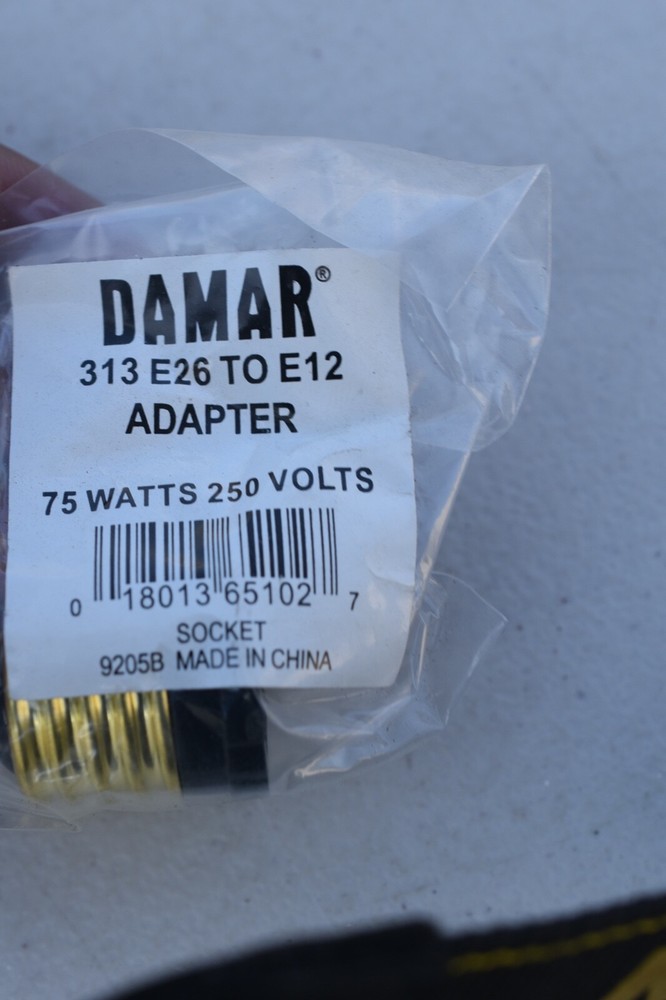 DAMAR®
313 E26 TO E12
ADAPTER
75 WATTS 250 VOLTS
0 18013 65102 7
SOCKET
9205B MADE IN CHINA